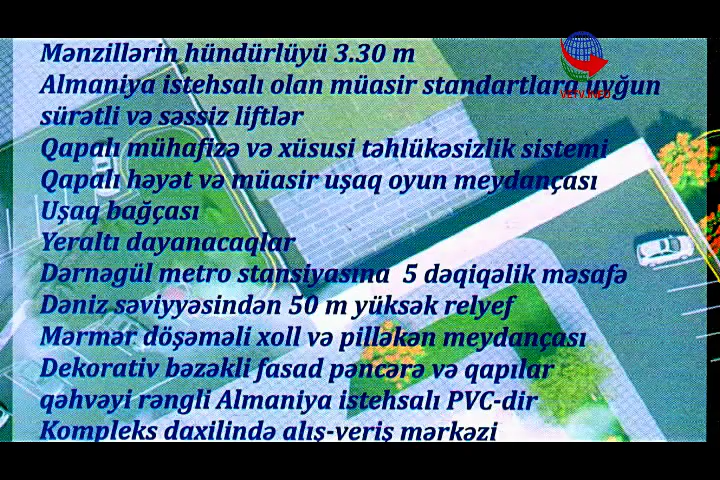 Mənzillərin hündürlüyü 3.30 m
Almaniya istehsalı olan müasir standartlara uyğun
VETV.INFO
sürətli və səssiz liftlər
Qapalı mühafizə və xüsusi təhlükəsizlik sistemi
Qapalı həyət və müasir uşaq oyun meydançası
Uşaq bağçası
Yeraltı dayanacaqlar
Dərnəgül metro stansiyasına 5 dəqiqəlik məsafə
Dəniz səviyyəsindən 50 m yüksək relyef
Mərmər döşəməli xoll və pilləkən meydançası
Dekorativ bəzəkli fasad pəncərə və qapılar
qəhvəyi rəngli Almaniya istehsalı PVC-dir
Kompleks daxilində alış-veriş mərkəzi